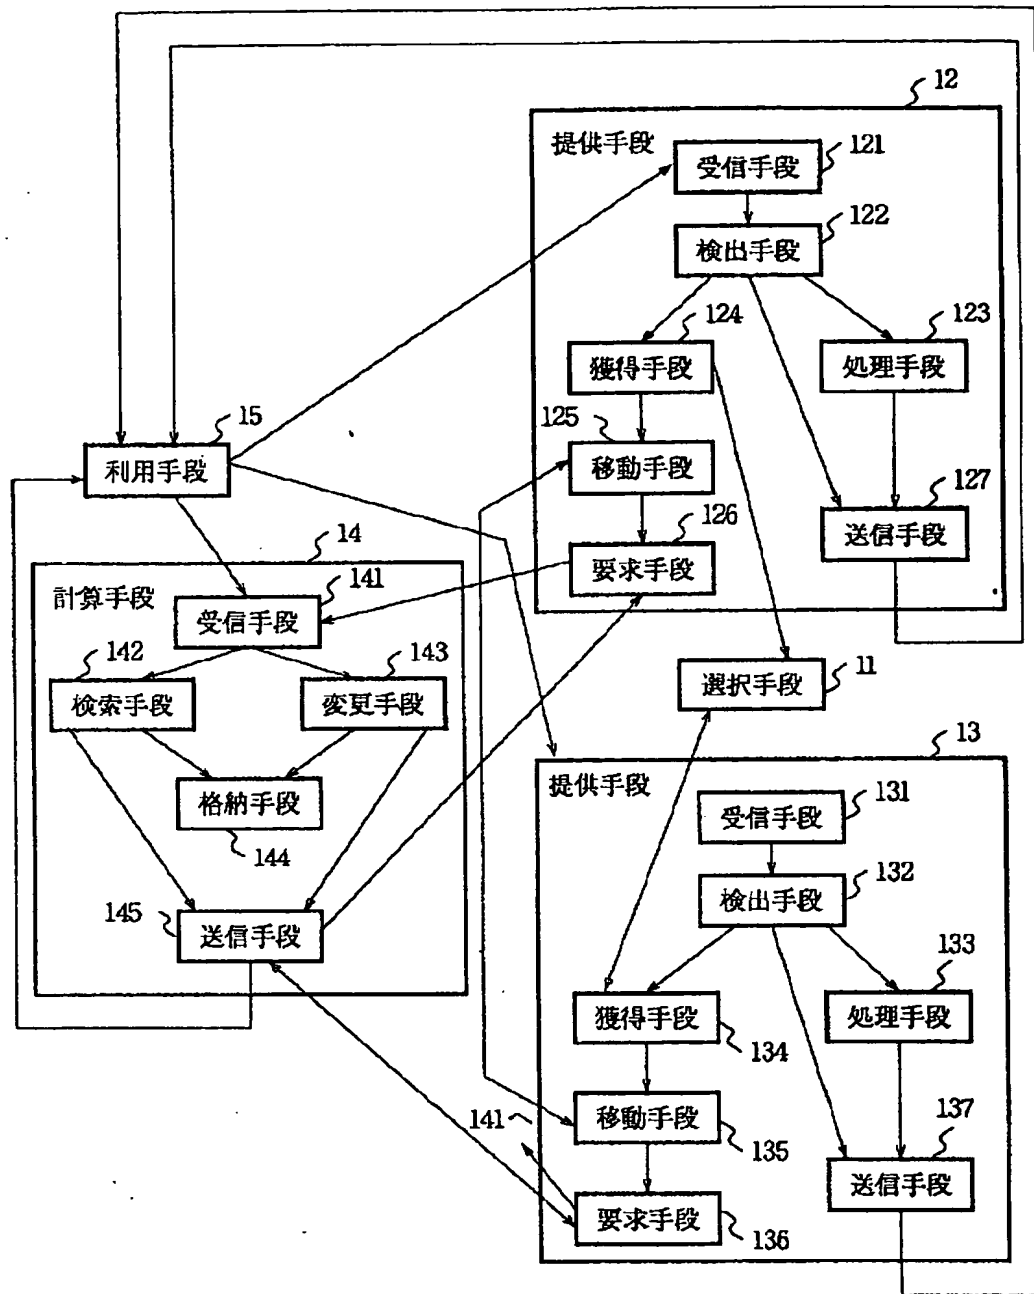 12
提供手段
受信手段
121
検出手段
122
124
獲得手段
123
処理手段
125
移動手段
126
要求手段
127
送信手段
15
利用手段
14
計算手段
141
受信手段
142
検索手段
143
変更手段
格納手段
144
145
送信手段
選択手段
11
13
提供手段
受信手段
131
検出手段
132
獲得手段
134
133
処理手段
141
移動手段
135
137
送信手段
要求手段
136